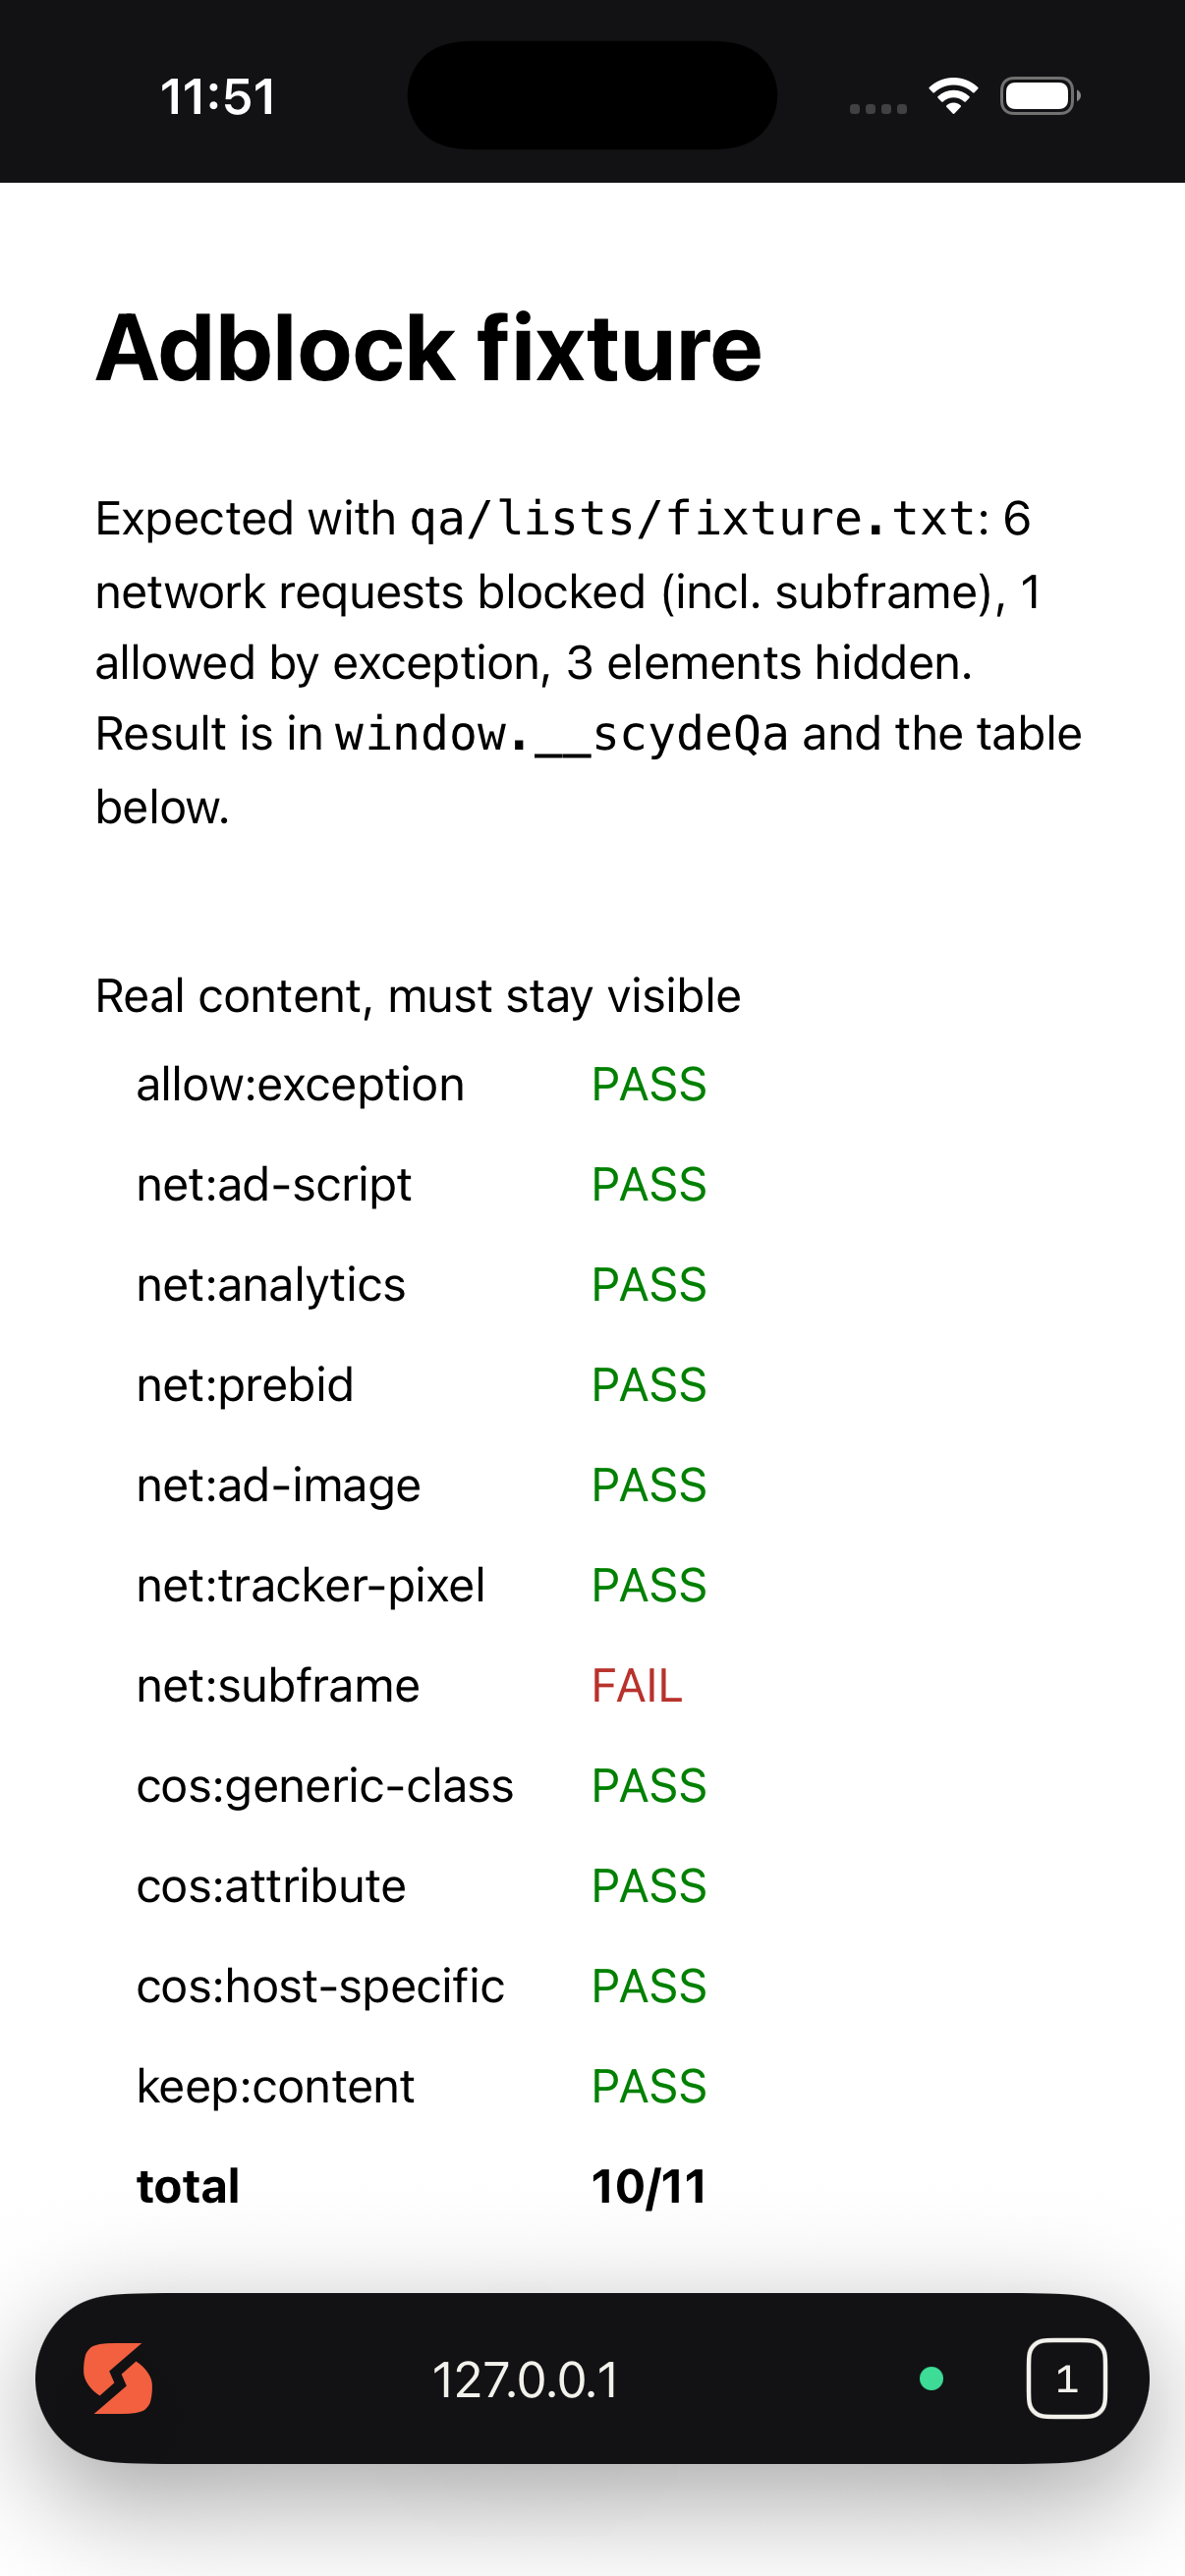 11:51
Adblock fixture
Expected with qa/lists/fixture.txt: 6
network requests blocked (incl. subframe), 1
allowed by exception, 3 elements hidden.
Result is in window.__scydeQa and the table
below.
Real content, must stay visible
allow:exception PASS
net:ad-script PASS
net:analytics PASS
net:prebid PASS
net:ad-image PASS
net:tracker-pixel PASS
net:subframe FAIL
cos:generic-class PASS
cos:attribute PASS
cos:host-specific PASS
keep:content PASS
total 10/11
127.0.0.1 1